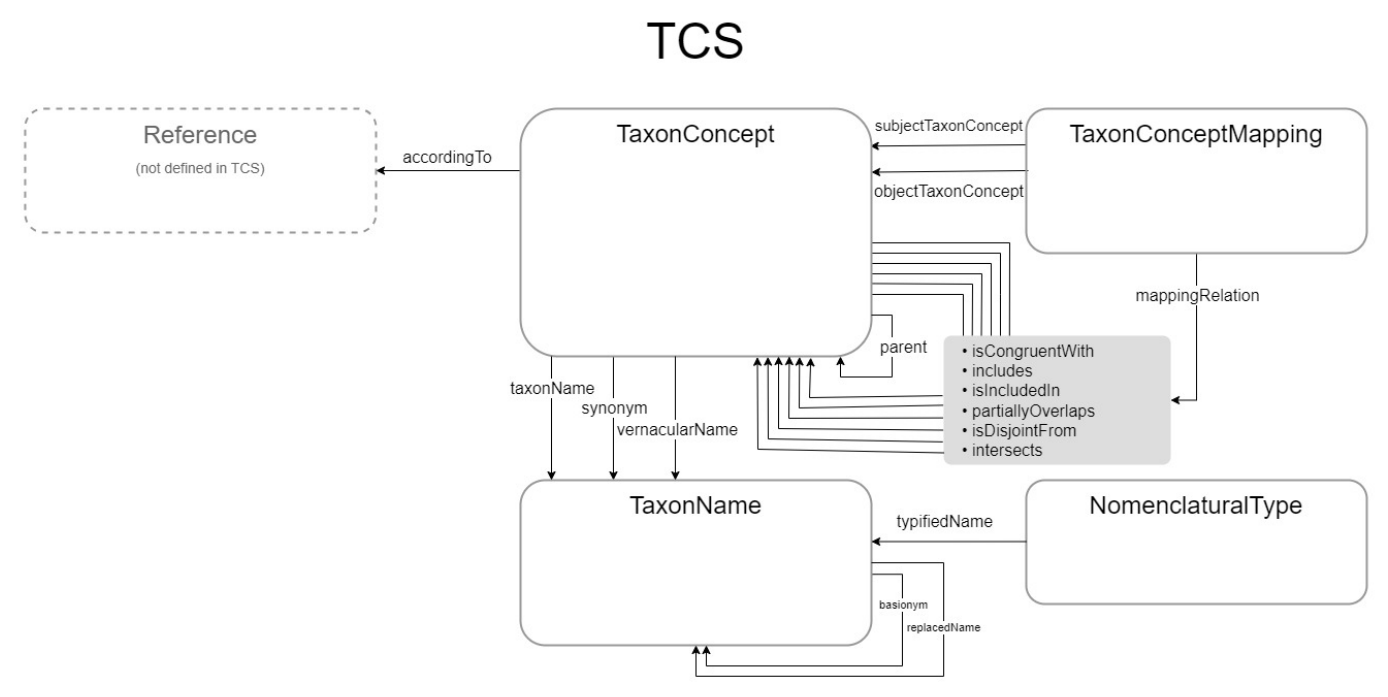 TCS
Reference
(not defined in TCS)
accordingTo
TaxonConcept
subjectTaxonConcept
objectTaxonConcept
TaxonConceptMapping
mappingRelation
parent
• isCongruentWith
• includes
• isIncludedIn
• partiallyOverlaps
• isDisjointFrom
• intersects
taxonName
synonym
vernacularName
TaxonName
typifiedName
NomenclaturalType
basionym
replacedName